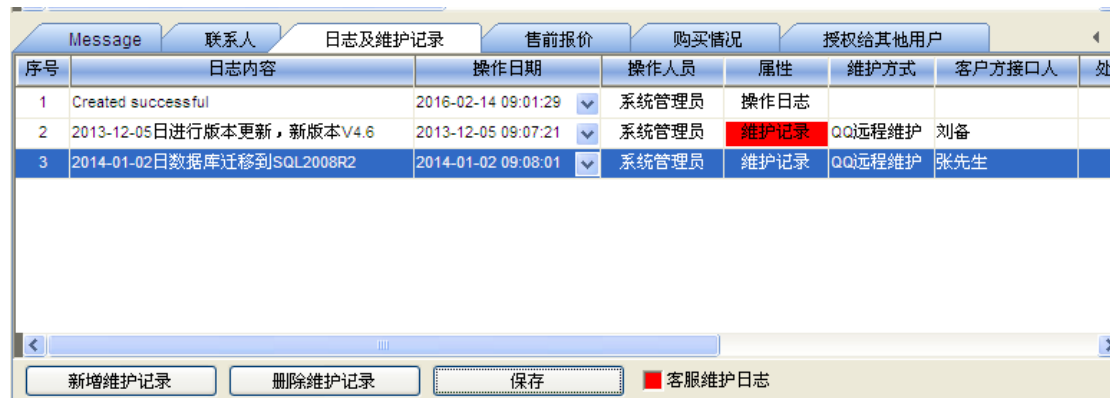 Message 联系人 日志及维护记录 售前报价 购买情况 授权给其他用户
序号 日志内容 操作日期 操作人员 属性 维护方式 客户方接口人
1 Created successful 2016-02-14 09:01:29 系统管理员 操作日志
2 2013-12-05日进行版本更新，新版本V4.6 2013-12-05 09:07:21 系统管理员 维护记录 QQ远程维护 刘备
3 2014-01-02日数据库迁移到SQL2008R2 2014-01-02 09:08:01 系统管理员 维护记录 QQ远程维护 张先生
新增维护记录 删除维护记录 保存 客服维护日志